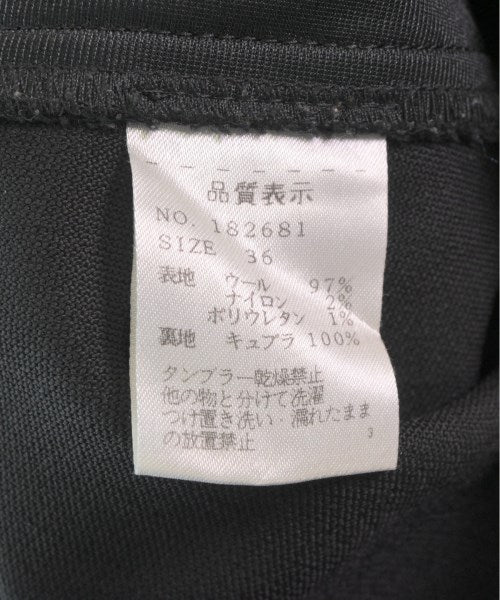 品質表示
NO. 182681
SIZE 36
表地 ウール 97%
ナイロン 2%
ポリウレタン 1%
裏地 キュプラ 100%
タンブラー乾燥禁止
他の物と分けて洗濯
つけ置き洗い・濡れたまま
の放置禁止 3